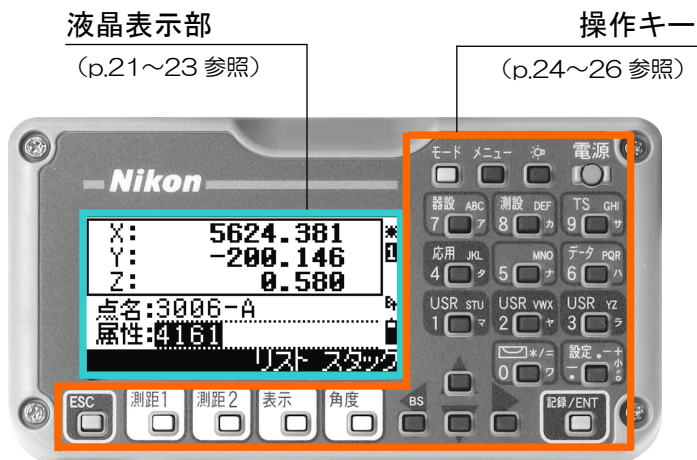 液晶表示部
(p.21～23 参照)
操作キー
(p.24～26 参照)
Nikon
モード メニュー 電源
器設 ABC 測設 DEF TS GHI
7 ア 8 カ 9 サ
X: 5624.381
Y: -200.146
Z: 0.580
点名:3006-A
属性:4161
リスト スタック
応用 JKL MNO データ PQR
4 タ 5 ナ 6 ハ
USR STU USR VWX USR YZ
1 マ 2 ヤ 3 ラ
*/= 設定 .-+
0 ワ 小
ESC 測距1 測距2 表示 角度 BS 記録/ENT